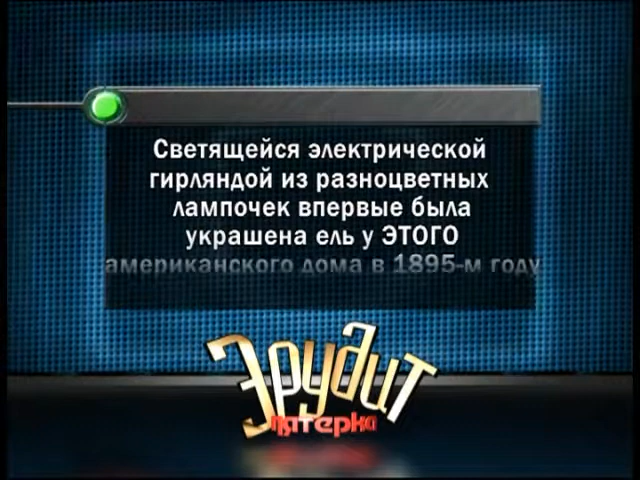 Светящейся электрической
гирляндой из разноцветных
лампочек впервые была
украшена ель у ЭТОГО
американского дома в 1895-м году
Эрудит
пятерка